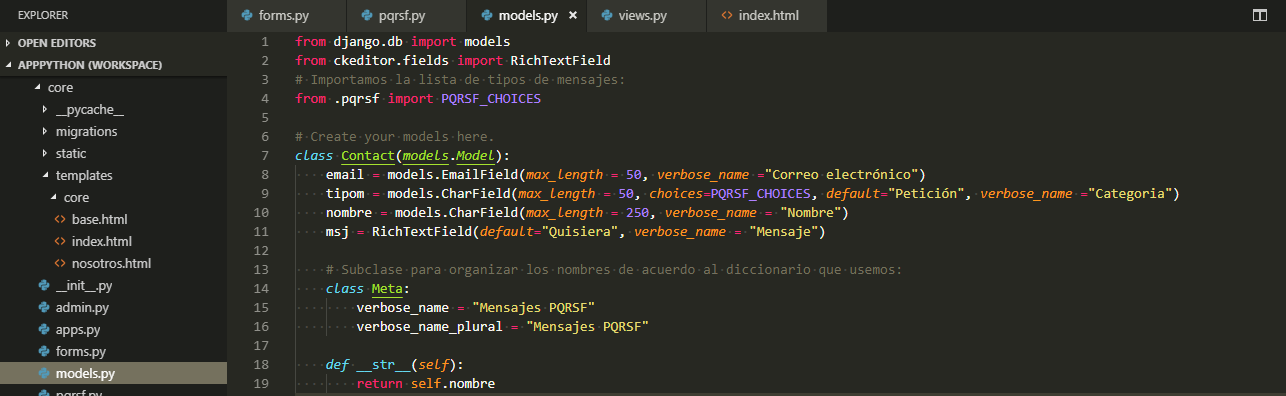 EXPLORER
OPEN EDITORS
APPPYTHON (WORKSPACE)
core
__pycache__
migrations
static
templates
core
base.html
index.html
nosotros.html
__init__.py
admin.py
apps.py
forms.py
models.py
pqrsf.py
forms.py pqrsf.py models.py × views.py index.html
1 from django.db import models
2 from ckeditor.fields import RichTextField
3 # Importamos la lista de tipos de mensajes:
4 from .pqrsf import PQRSF_CHOICES
5
6 # Create your models here.
7 class Contact(models.Model):
8 email = models.EmailField(max_length = 50, verbose_name ="Correo electrónico")
9 tipom = models.CharField(max_length = 50, choices=PQRSF_CHOICES, default="Petición", verbose_name ="Categoria")
10 nombre = models.CharField(max_length = 250, verbose_name = "Nombre")
11 msj = RichTextField(default="Quisiera", verbose_name = "Mensaje")
12
13 # Subclase para organizar los nombres de acuerdo al diccionario que usemos:
14 class Meta:
15 verbose_name = "Mensajes PQRSF"
16 verbose_name_plural = "Mensajes PQRSF"
17
18 def __str__(self):
19 return self.nombre